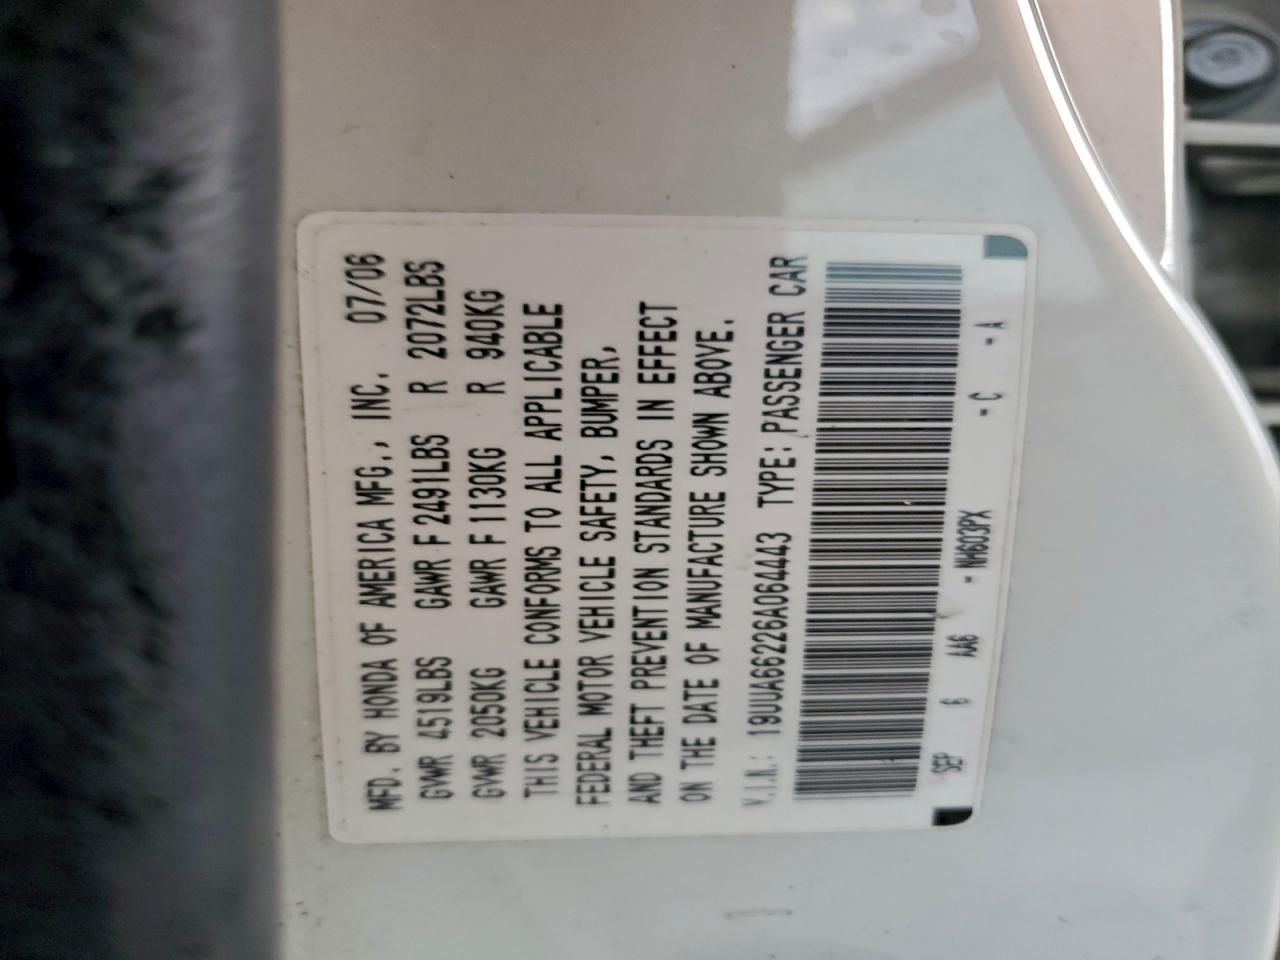 MFD. BY HONDA OF AMERICA MFG., INC. 07/06
GVWR 4519LBS GAWR F 2491LBS R 2072LBS
GVWR 2050KG GAWR F 1130KG R 940KG
THIS VEHICLE CONFORMS TO ALL APPLICABLE
FEDERAL MOTOR VEHICLE SAFETY, BUMPER,
AND THEFT PREVENTION STANDARDS IN EFFECT
ON THE DATE OF MANUFACTURE SHOWN ABOVE.
V.I.N.: 19UUA66226A064443 TYPE: PASSENGER CAR
SEP 6 AA6 -NH603PX -C -A